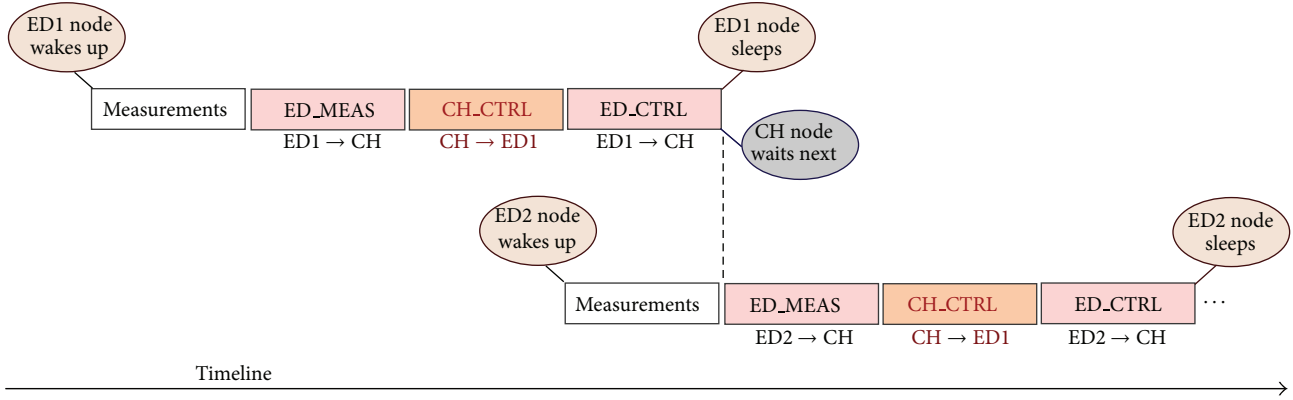 ED1 node
wakes up
ED1 node
sleeps
Measurements
ED_MEAS
CH_CTRL
ED_CTRL
ED1 → CH
CH → ED1
ED1 → CH
CH node
waits next
ED2 node
wakes up
ED2 node
sleeps
Measurements
ED_MEAS
CH_CTRL
ED_CTRL
...
ED2 → CH
CH → ED1
ED2 → CH
Timeline